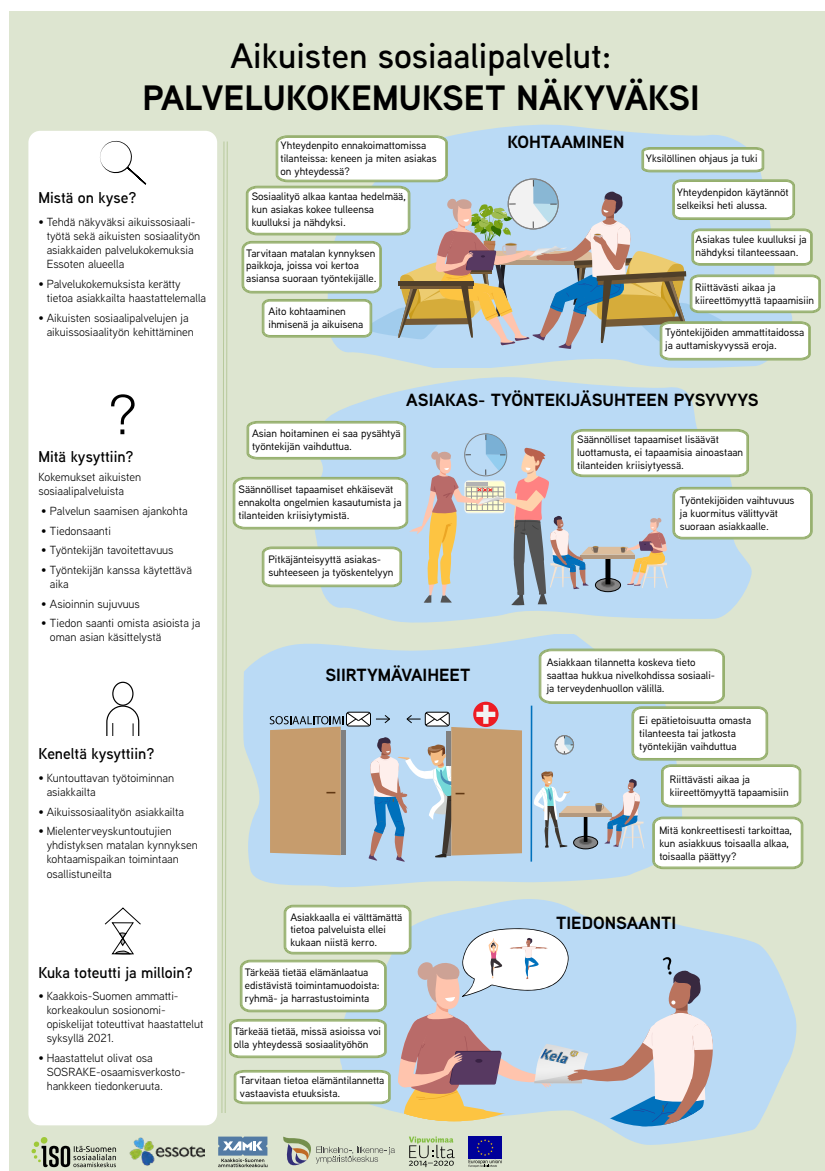 Aikuisten sosiaalipalvelut:
PALVELUKOKEMUKSET NÄKYVÄKSI
Mistä on kyse?
• Tehdä näkyväksi aikuissosiaali-
työtä sekä aikuisten sosiaalityön
asiakkaiden palvelukokemuksia
Essoten alueella
• Palvelukokemuksista kerätty
tietoa asiakkailta haastattelemalla
• Aikuisten sosiaalipalvelujen ja
aikuissosiaalityön kehittäminen
?
Mitä kysyttiin?
Kokemukset aikuisten
sosiaalipalveluista
• Palvelun saamisen ajankohta
• Tiedonsaanti
• Työntekijän tavoitettavuus
• Työntekijän kanssa käytettävä
aika
• Asioinnin sujuvuus
• Tiedon saanti omista asioista ja
oman asian käsittelystä
Keneltä kysyttiin?
• Kuntouttavan työtoiminnan
asiakkailta
• Aikuissosiaalityön asiakkailta
• Mielenterveyskuntoutujien
yhdistyksen matalan kynnyksen
kohtaamispaikan toimintaan
osallistuneilta
Kuka toteutti ja milloin?
• Kaakkois-Suomen ammatti-
korkeakoulun sosionomi-
opiskelijat toteuttivat haastattelut
syksyllä 2021.
• Haastattelut olivat osa
SOSRAKE-osaamisverkosto-
hankkeen tiedonkeruuta.
KOHTAAMINEN
Yhteydenpito ennakoimattomissa
tilanteissa: keneen ja miten asiakas
on yhteydessä?
Sosiaalityö alkaa kantaa hedelmää,
kun asiakas kokee tulleensa
kuulluksi ja nähdyksi.
Tarvitaan matalan kynnyksen
paikkoja, joissa voi kertoa
asiansa suoraan työntekijälle.
Aito kohtaaminen
ihmisenä ja aikuisena
Yksilöllinen ohjaus ja tuki
Yhteydenpidon käytännöt
selkeiksi heti alussa.
Asiakas tulee kuulluksi ja
nähdyksi tilanteessaan.
Riittävästi aikaa ja
kiireettömyyttä tapaamisiin
Työntekijöiden ammattitaidossa
ja auttamiskyvyssä eroja.
ASIAKAS- TYÖNTEKIJÄSUHTEEN PYSYVYYS
Asian hoitaminen ei saa pysähtyä
työntekijän vaihduttua.
Säännölliset tapaamiset ehkäisevät
ennakolta ongelmien kasautumista ja
tilanteiden kriisiytymistä.
Pitkäjänteisyyttä asiakas-
suhteeseen ja työskentelyyn
Säännölliset tapaamiset lisäävät
luottamusta, ei tapaamisia ainoastaan
tilanteiden kriisiytyessä.
Työntekijöiden vaihtuvuus
ja kuormitus välittyvät
suoraan asiakkaalle.
SIIRTYMÄVAIHEET
SOSIAALITOIMI
Asiakkaan tilannetta koskeva tieto
saattaa hukkua nivelkohdissa sosiaali-
ja terveydenhuollon välillä.
Ei epätietoisuutta omasta
tilanteesta tai jatkosta
työntekijän vaihduttua
Riittävästi aikaa ja
kiireettömyyttä tapaamisiin
Mitä konkreettisesti tarkoittaa,
kun asiakkuus toisaalla alkaa,
toisaalla päättyy?
TIEDONSAANTI
Asiakkaalla ei välttämättä
tietoa palveluista ellei
kukaan niistä kerro.
Tärkeää tietää elämänlaatua
edistävistä toimintamuodoista:
ryhmä- ja harrastustoiminta
Tärkeää tietää, missä asioissa voi
olla yhteydessä sosiaalityöhön
Tarvitaan tietoa elämäntilannetta
vastaavista etuuksista.
?
Kela
iso Itä-Suomen
sosiaalialan
osaamiskeskus
essote
XAMK
Kaakkois-Suomen
ammattikorkeakoulu
Elinkeino-, liikenne- ja
ympäristökeskus
Vipuvoimaa
EU:lta
2014–2020
Euroopan unioni